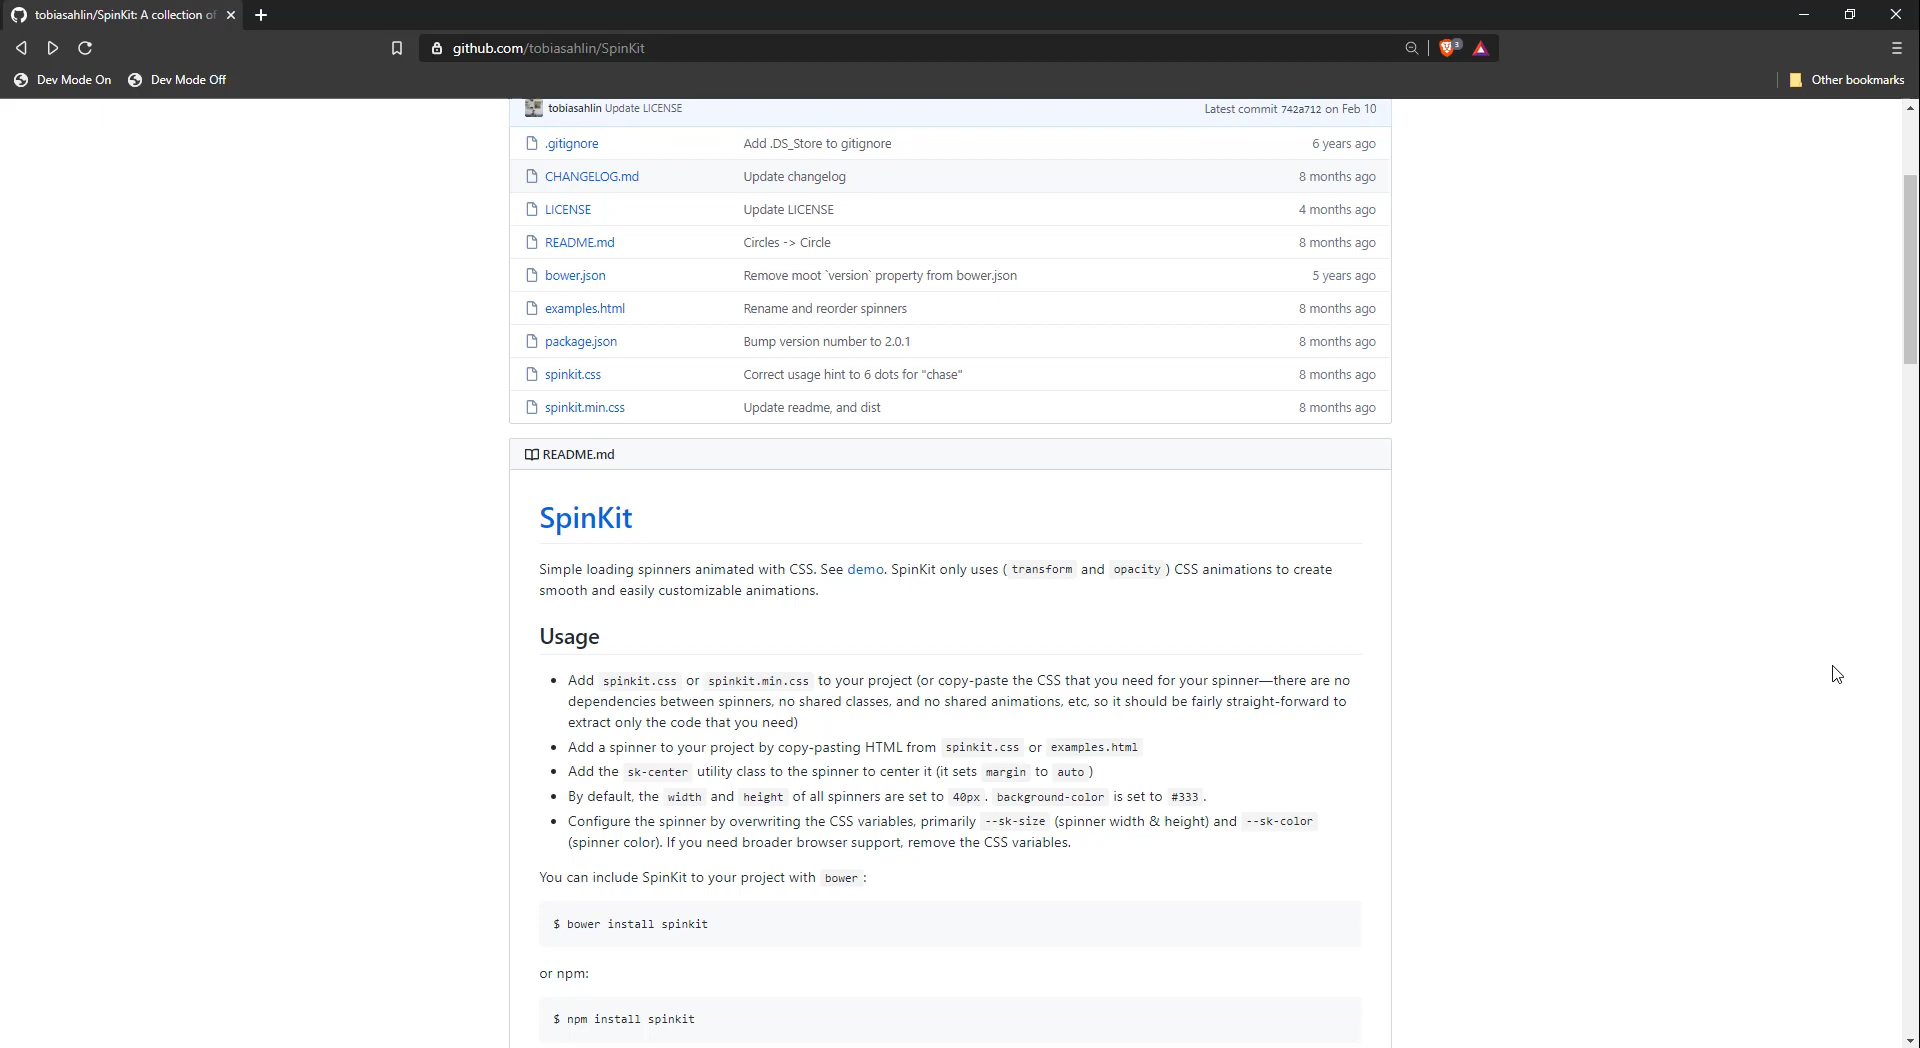 tobiasahlin/SpinKit: A collection of
github.com/tobiasahlin/SpinKit
3
Dev Mode On
Dev Mode Off
Other bookmarks
tobiasahlin Update LICENSE
Latest commit 742a712 on Feb 10
.gitignore
Add .DS_Store to gitignore
6 years ago
CHANGELOG.md
Update changelog
8 months ago
LICENSE
Update LICENSE
4 months ago
README.md
Circles -> Circle
8 months ago
bower.json
Remove moot `version` property from bower.json
5 years ago
examples.html
Rename and reorder spinners
8 months ago
package.json
Bump version number to 2.0.1
8 months ago
spinkit.css
Correct usage hint to 6 dots for "chase"
8 months ago
spinkit.min.css
Update readme, and dist
8 months ago
README.md
SpinKit
Simple loading spinners animated with CSS. See demo. SpinKit only uses ( transform and opacity ) CSS animations to create
smooth and easily customizable animations.
Usage
• Add spinkit.css or spinkit.min.css to your project (or copy-paste the CSS that you need for your spinner—there are no
dependencies between spinners, no shared classes, and no shared animations, etc, so it should be fairly straight-forward to
extract only the code that you need)
• Add a spinner to your project by copy-pasting HTML from spinkit.css or examples.html
• Add the sk-center utility class to the spinner to center it (it sets margin to auto )
• By default, the width and height of all spinners are set to 40px . background-color is set to #333 .
• Configure the spinner by overwriting the CSS variables, primarily --sk-size (spinner width & height) and --sk-color
(spinner color). If you need broader browser support, remove the CSS variables.
You can include SpinKit to your project with bower :
$ bower install spinkit
or npm:
$ npm install spinkit